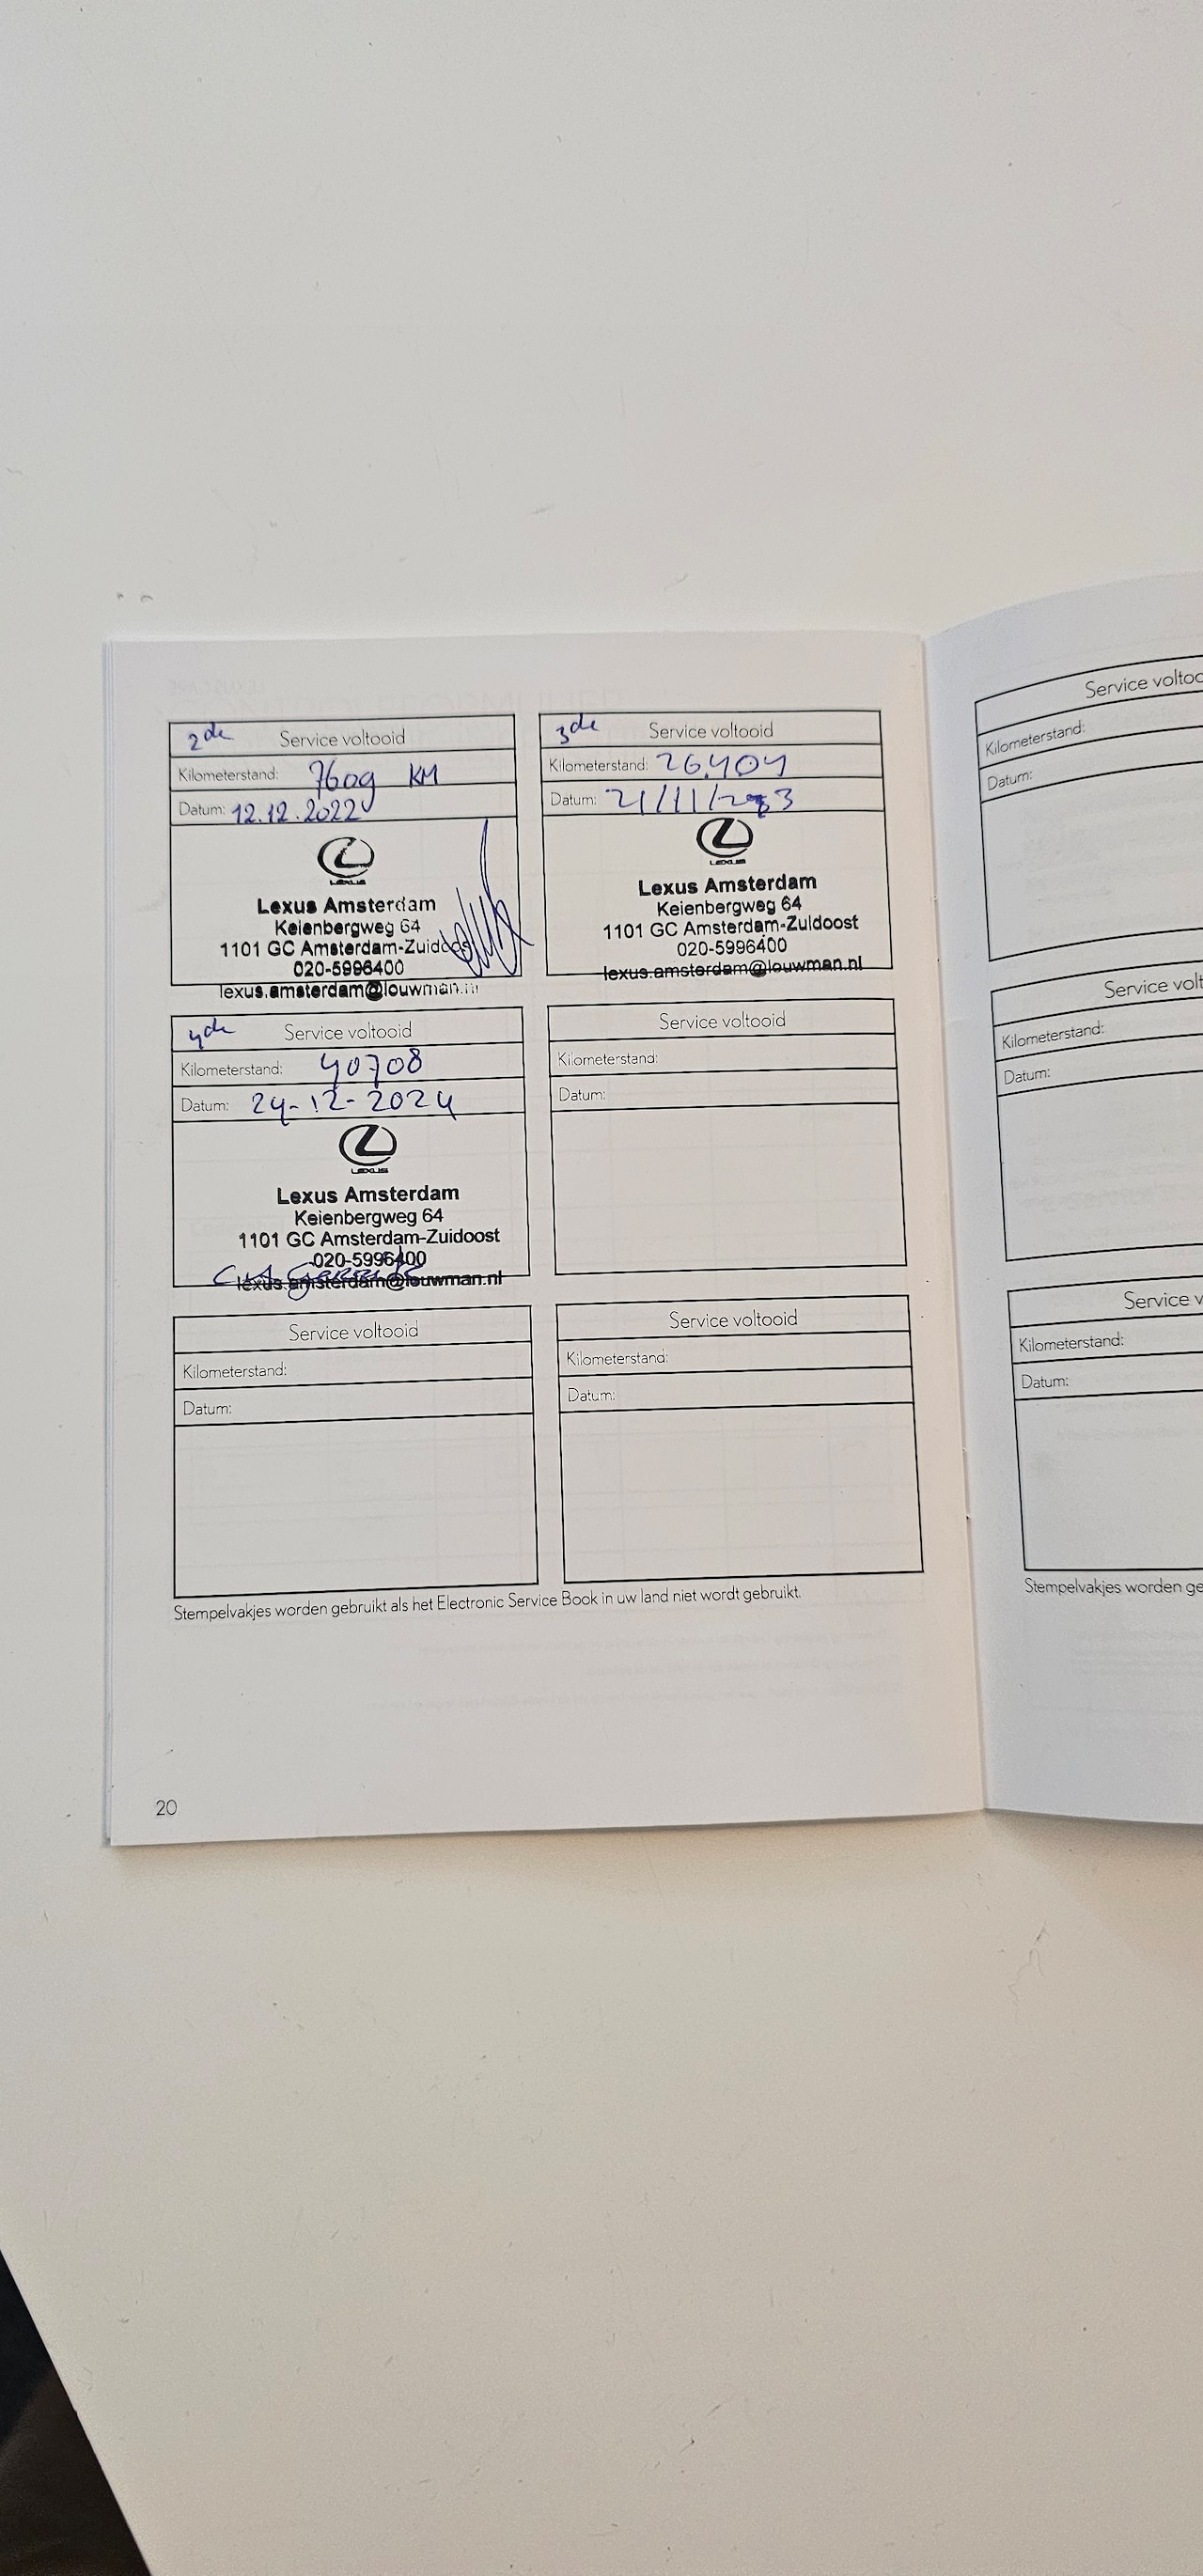 2de Service voltooid
Kilometerstand: 7609 KM
Datum: 12.12.2022
LEXUS
Lexus Amsterdam
Keienbergweg 64
1101 GC Amsterdam-Zuidoost
020-5996400
lexus.amsterdam@louwman.nl
3de Service voltooid
Kilometerstand: 26.404
Datum: 21/11/2023
LEXUS
Lexus Amsterdam
Keienbergweg 64
1101 GC Amsterdam-Zuidoost
020-5996400
lexus.amsterdam@louwman.nl
4de Service voltooid
Kilometerstand: 40708
Datum: 24-12-2024
LEXUS
Lexus Amsterdam
Keienbergweg 64
1101 GC Amsterdam-Zuidoost
020-5996400
lexus.amsterdam@louwman.nl
Service voltooid
Kilometerstand:
Datum:
Service voltooid
Kilometerstand:
Datum:
Service voltooid
Kilometerstand:
Datum:
Stempelvakjes worden gebruikt als het Electronic Service Book in uw land niet wordt gebruikt.
20
Service voltoo
Kilometerstand:
Datum:
Service volt
Kilometerstand:
Datum:
Service v
Kilometerstand:
Datum:
Stempelvakjes worden ge